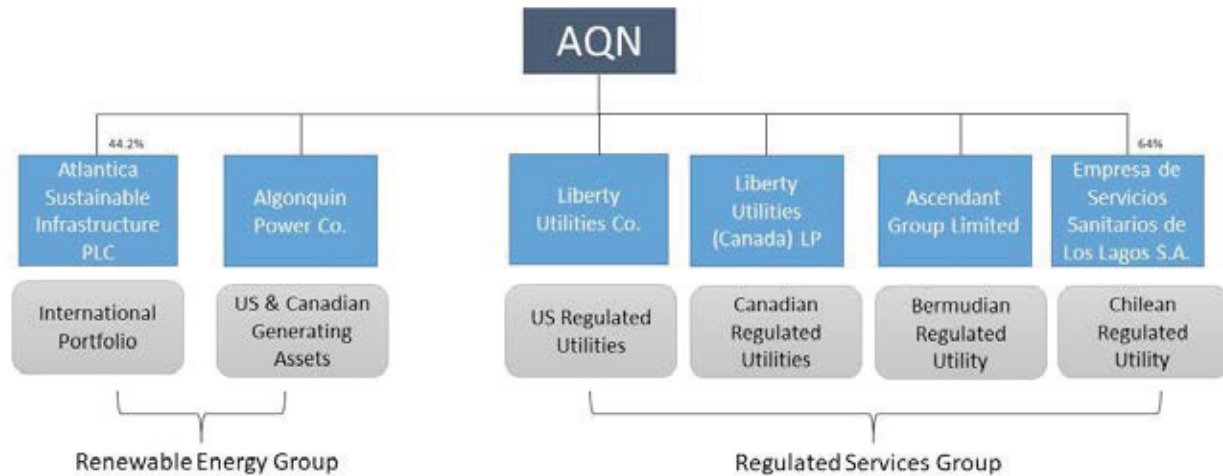 AQN
44.2%
Atlantica
Sustainable
Infrastructure
PLC
Algonquin
Power Co.
Liberty
Utilities Co.
Liberty
Utilities
(Canada) LP
Ascendant
Group Limited
64%
Empresa de
Servicios
Sanitarios de
Los Lagos S.A.
International
Portfolio
US & Canadian
Generating
Assets
US Regulated
Utilities
Canadian
Regulated
Utilities
Bermudian
Regulated
Utility
Chilean
Regulated
Utility
Renewable Energy Group
Regulated Services Group